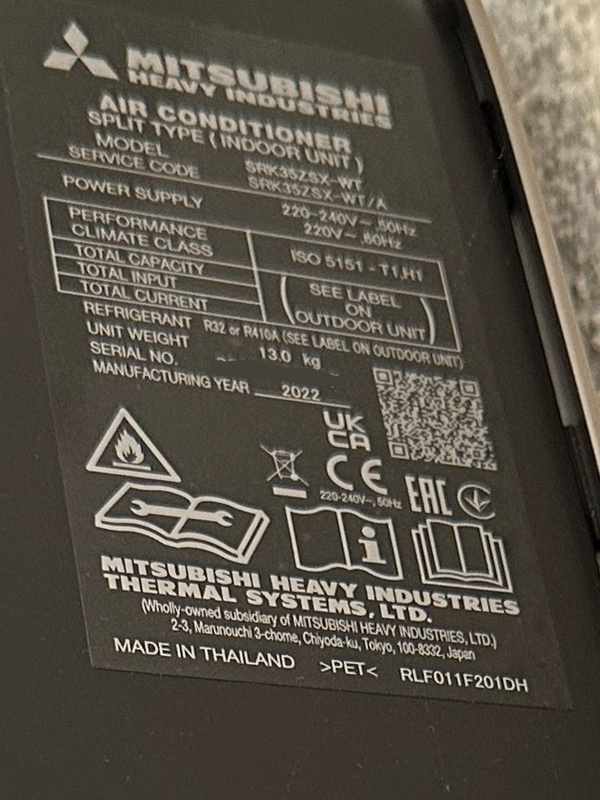 MITSUBISHI
HEAVY INDUSTRIES
AIR CONDITIONER
SPLIT TYPE (INDOOR UNIT)
MODEL SRK35ZSX-WT
SERVICE CODE SRK35ZSX-WT/A
POWER SUPPLY 220-240V~,50Hz
220V~,60Hz
PERFORMANCE
CLIMATE CLASS ISO 5151 - T1,H1
TOTAL CAPACITY
TOTAL INPUT
TOTAL CURRENT
(SEE LABEL
ON
OUTDOOR UNIT)
REFRIGERANT R32 or R410A (SEE LABEL ON OUTDOOR UNIT)
UNIT WEIGHT 13.0 kg
SERIAL NO.
MANUFACTURING YEAR 2022
UK
CA
CE
220-240V~, 50Hz
EAC
MITSUBISHI HEAVY INDUSTRIES
THERMAL SYSTEMS, LTD.
(Wholly-owned subsidiary of MITSUBISHI HEAVY INDUSTRIES, LTD.)
2-3, Marunouchi 3-chome, Chiyoda-ku, Tokyo, 100-8332, Japan
MADE IN THAILAND >PET< RLF011F201DH